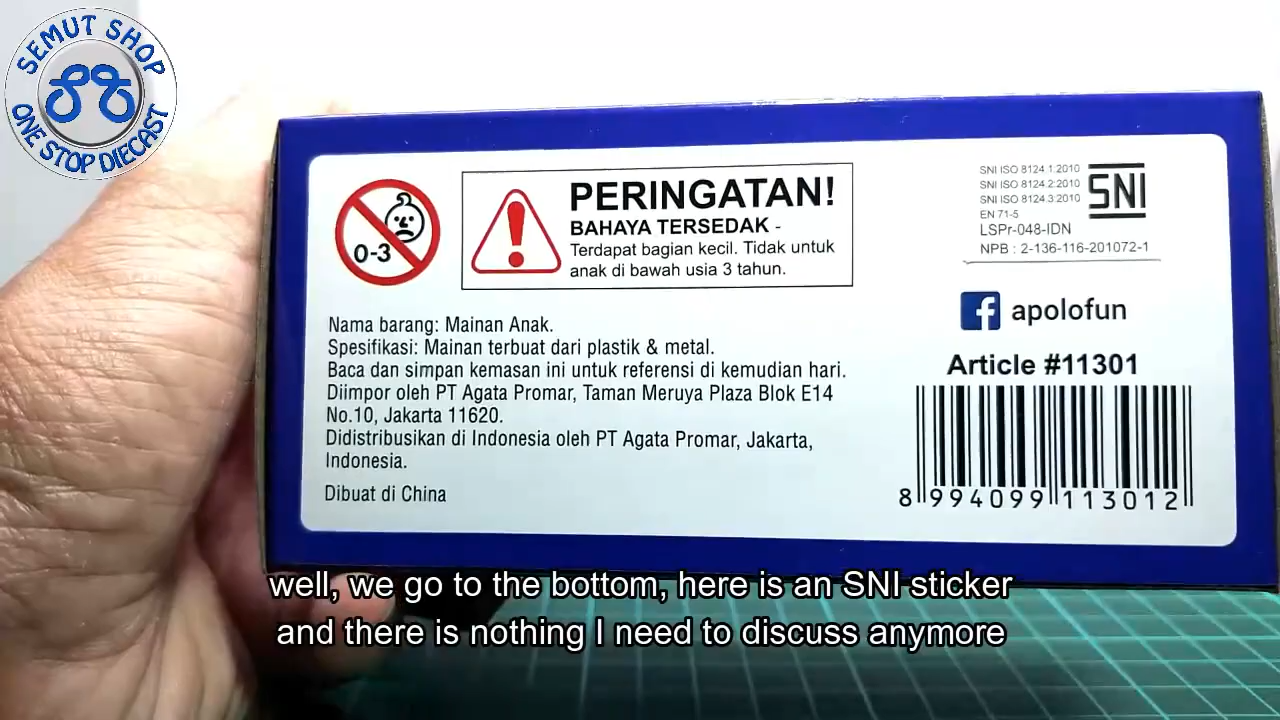 SEMUT SHOP
ONE STOP DIECAST
0-3
PERINGATAN!
BAHAYA TERSEDAK -
Terdapat bagian kecil. Tidak untuk
anak di bawah usia 3 tahun.
SNI ISO 8124.1:2010
SNI ISO 8124.2:2010
SNI ISO 8124.3:2010
EN 71-5
LSPr-048-IDN
NPB : 2-136-116-201072-1
SNI
Nama barang: Mainan Anak.
Spesifikasi: Mainan terbuat dari plastik & metal.
Baca dan simpan kemasan ini untuk referensi di kemudian hari.
Diimpor oleh PT Agata Promar, Taman Meruya Plaza Blok E14
No.10, Jakarta 11620.
Didistribusikan di Indonesia oleh PT Agata Promar, Jakarta,
Indonesia.
Dibuat di China
f apolofun
Article #11301
8 994099 113012
well, we go to the bottom, here is an SNI sticker
and there is nothing I need to discuss anymore